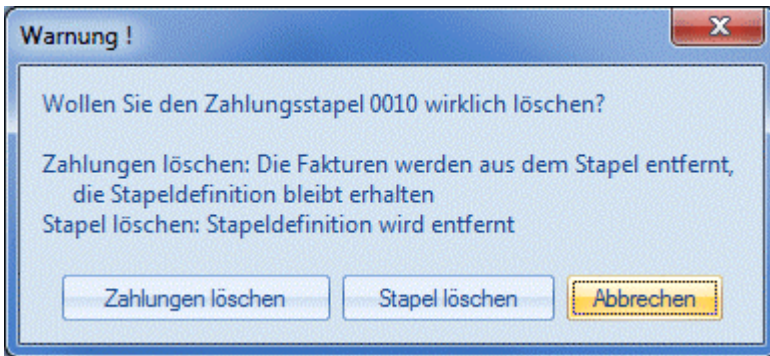 Warnung !
Wollen Sie den Zahlungsstapel 0010 wirklich löschen?
Zahlungen löschen: Die Fakturen werden aus dem Stapel entfernt,
die Stapeldefinition bleibt erhalten
Stapel löschen: Stapeldefinition wird entfernt
Zahlungen löschen Stapel löschen Abbrechen